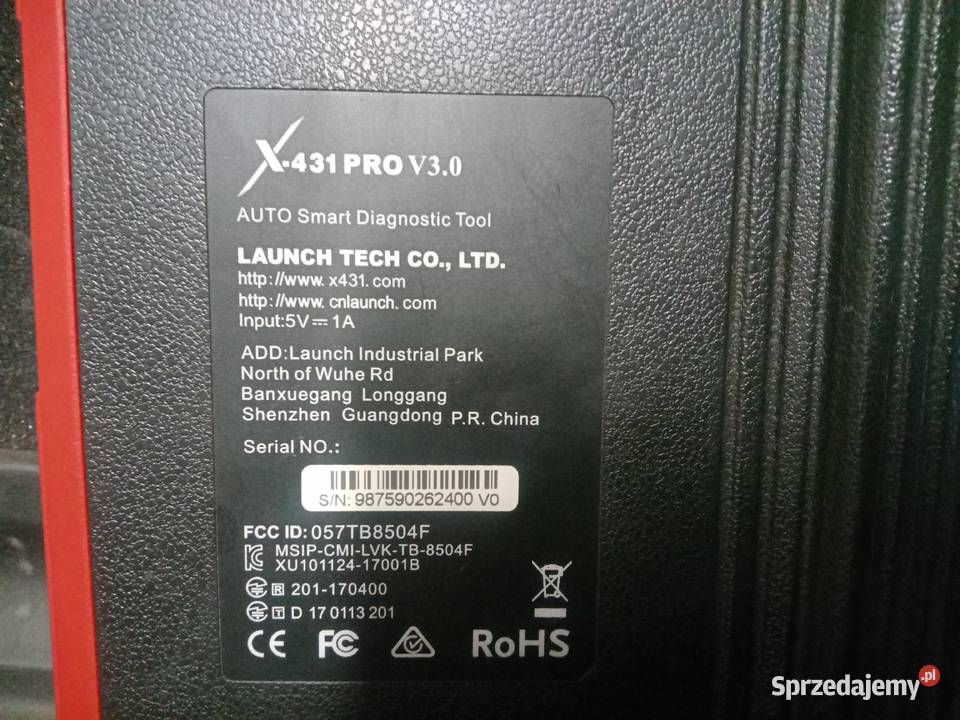 X-431 PRO V3.0
AUTO Smart Diagnostic Tool
LAUNCH TECH CO., LTD.
http://www. x431. com
http://www. cnlaunch. com
Input:5V⎓1A
ADD:Launch Industrial Park
North of Wuhe Rd
Banxuegang Longgang
Shenzhen Guangdong P.R. China
Serial NO.:
S/N: 987590262400 V0
FCC ID: 057TB8504F
MSIP-CMI-LVK-TB-8504F
XU101124-17001B
R 201-170400
T D 17 0113 201
CE FC RoHS
Sprzedajemy.pl